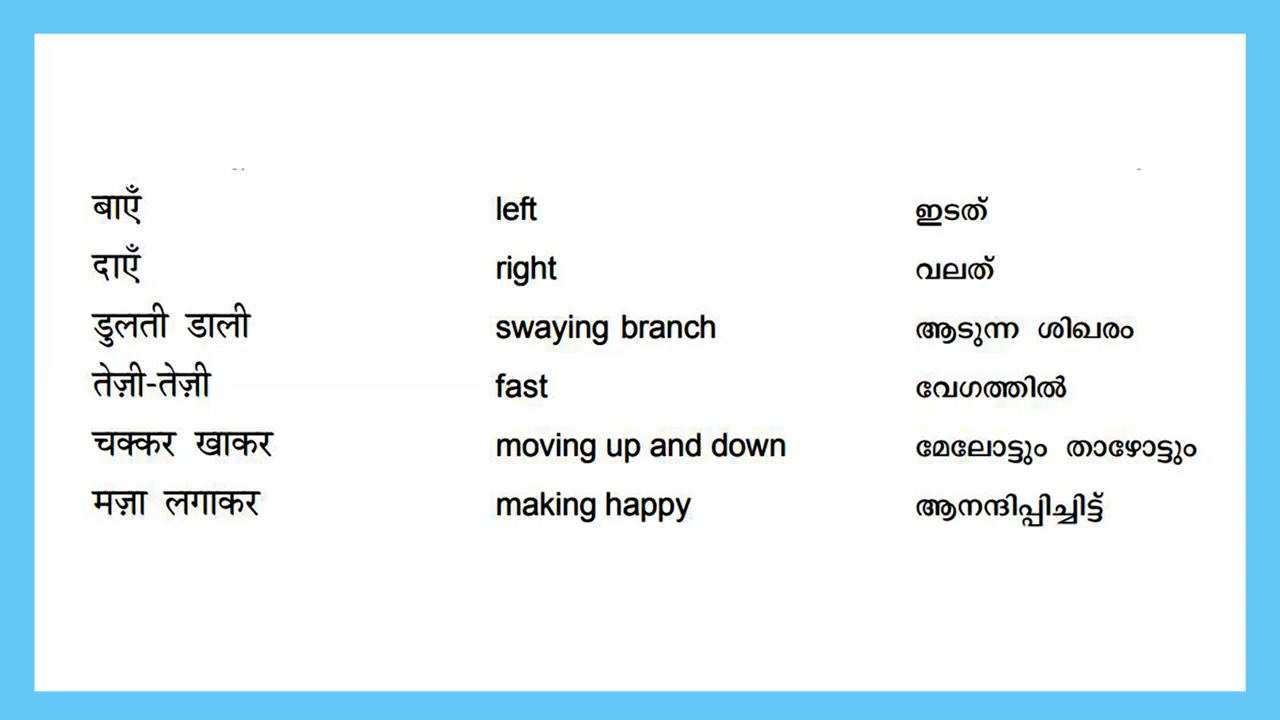 बाएँ left ഇടത്
दाएँ right വലത്
डुलती डाली swaying branch ആടുന്ന ശിഖരം
तेज़ी-तेज़ी fast വേഗത്തിൽ
चक्कर खाकर moving up and down മേലോട്ടും താഴോട്ടും
मज़ा लगाकर making happy ആനന്ദിപ്പിച്ചിട്ട്